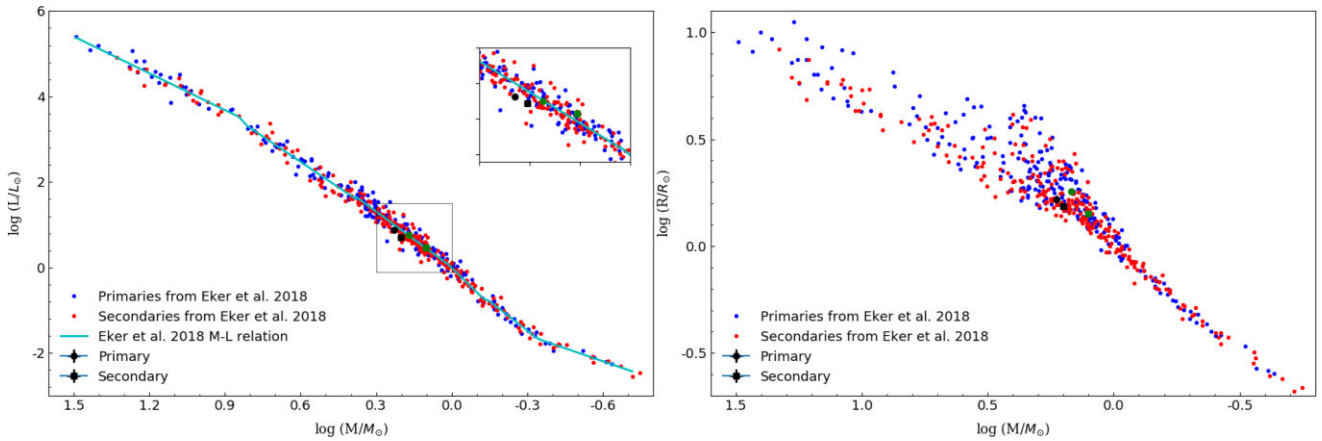 6
4
2
0
-2
log (L/L⊙)
1.5 1.2 0.9 0.6 0.3 0.0 -0.3 -0.6
log (M/M⊙)
Primaries from Eker et al. 2018
Secondaries from Eker et al. 2018
Eker et al. 2018 M-L relation
Primary
Secondary
1.0
0.5
0.0
-0.5
log (R/R⊙)
1.5 1.0 0.5 0.0 -0.5
log (M/M⊙)
Primaries from Eker et al. 2018
Secondaries from Eker et al. 2018
Primary
Secondary